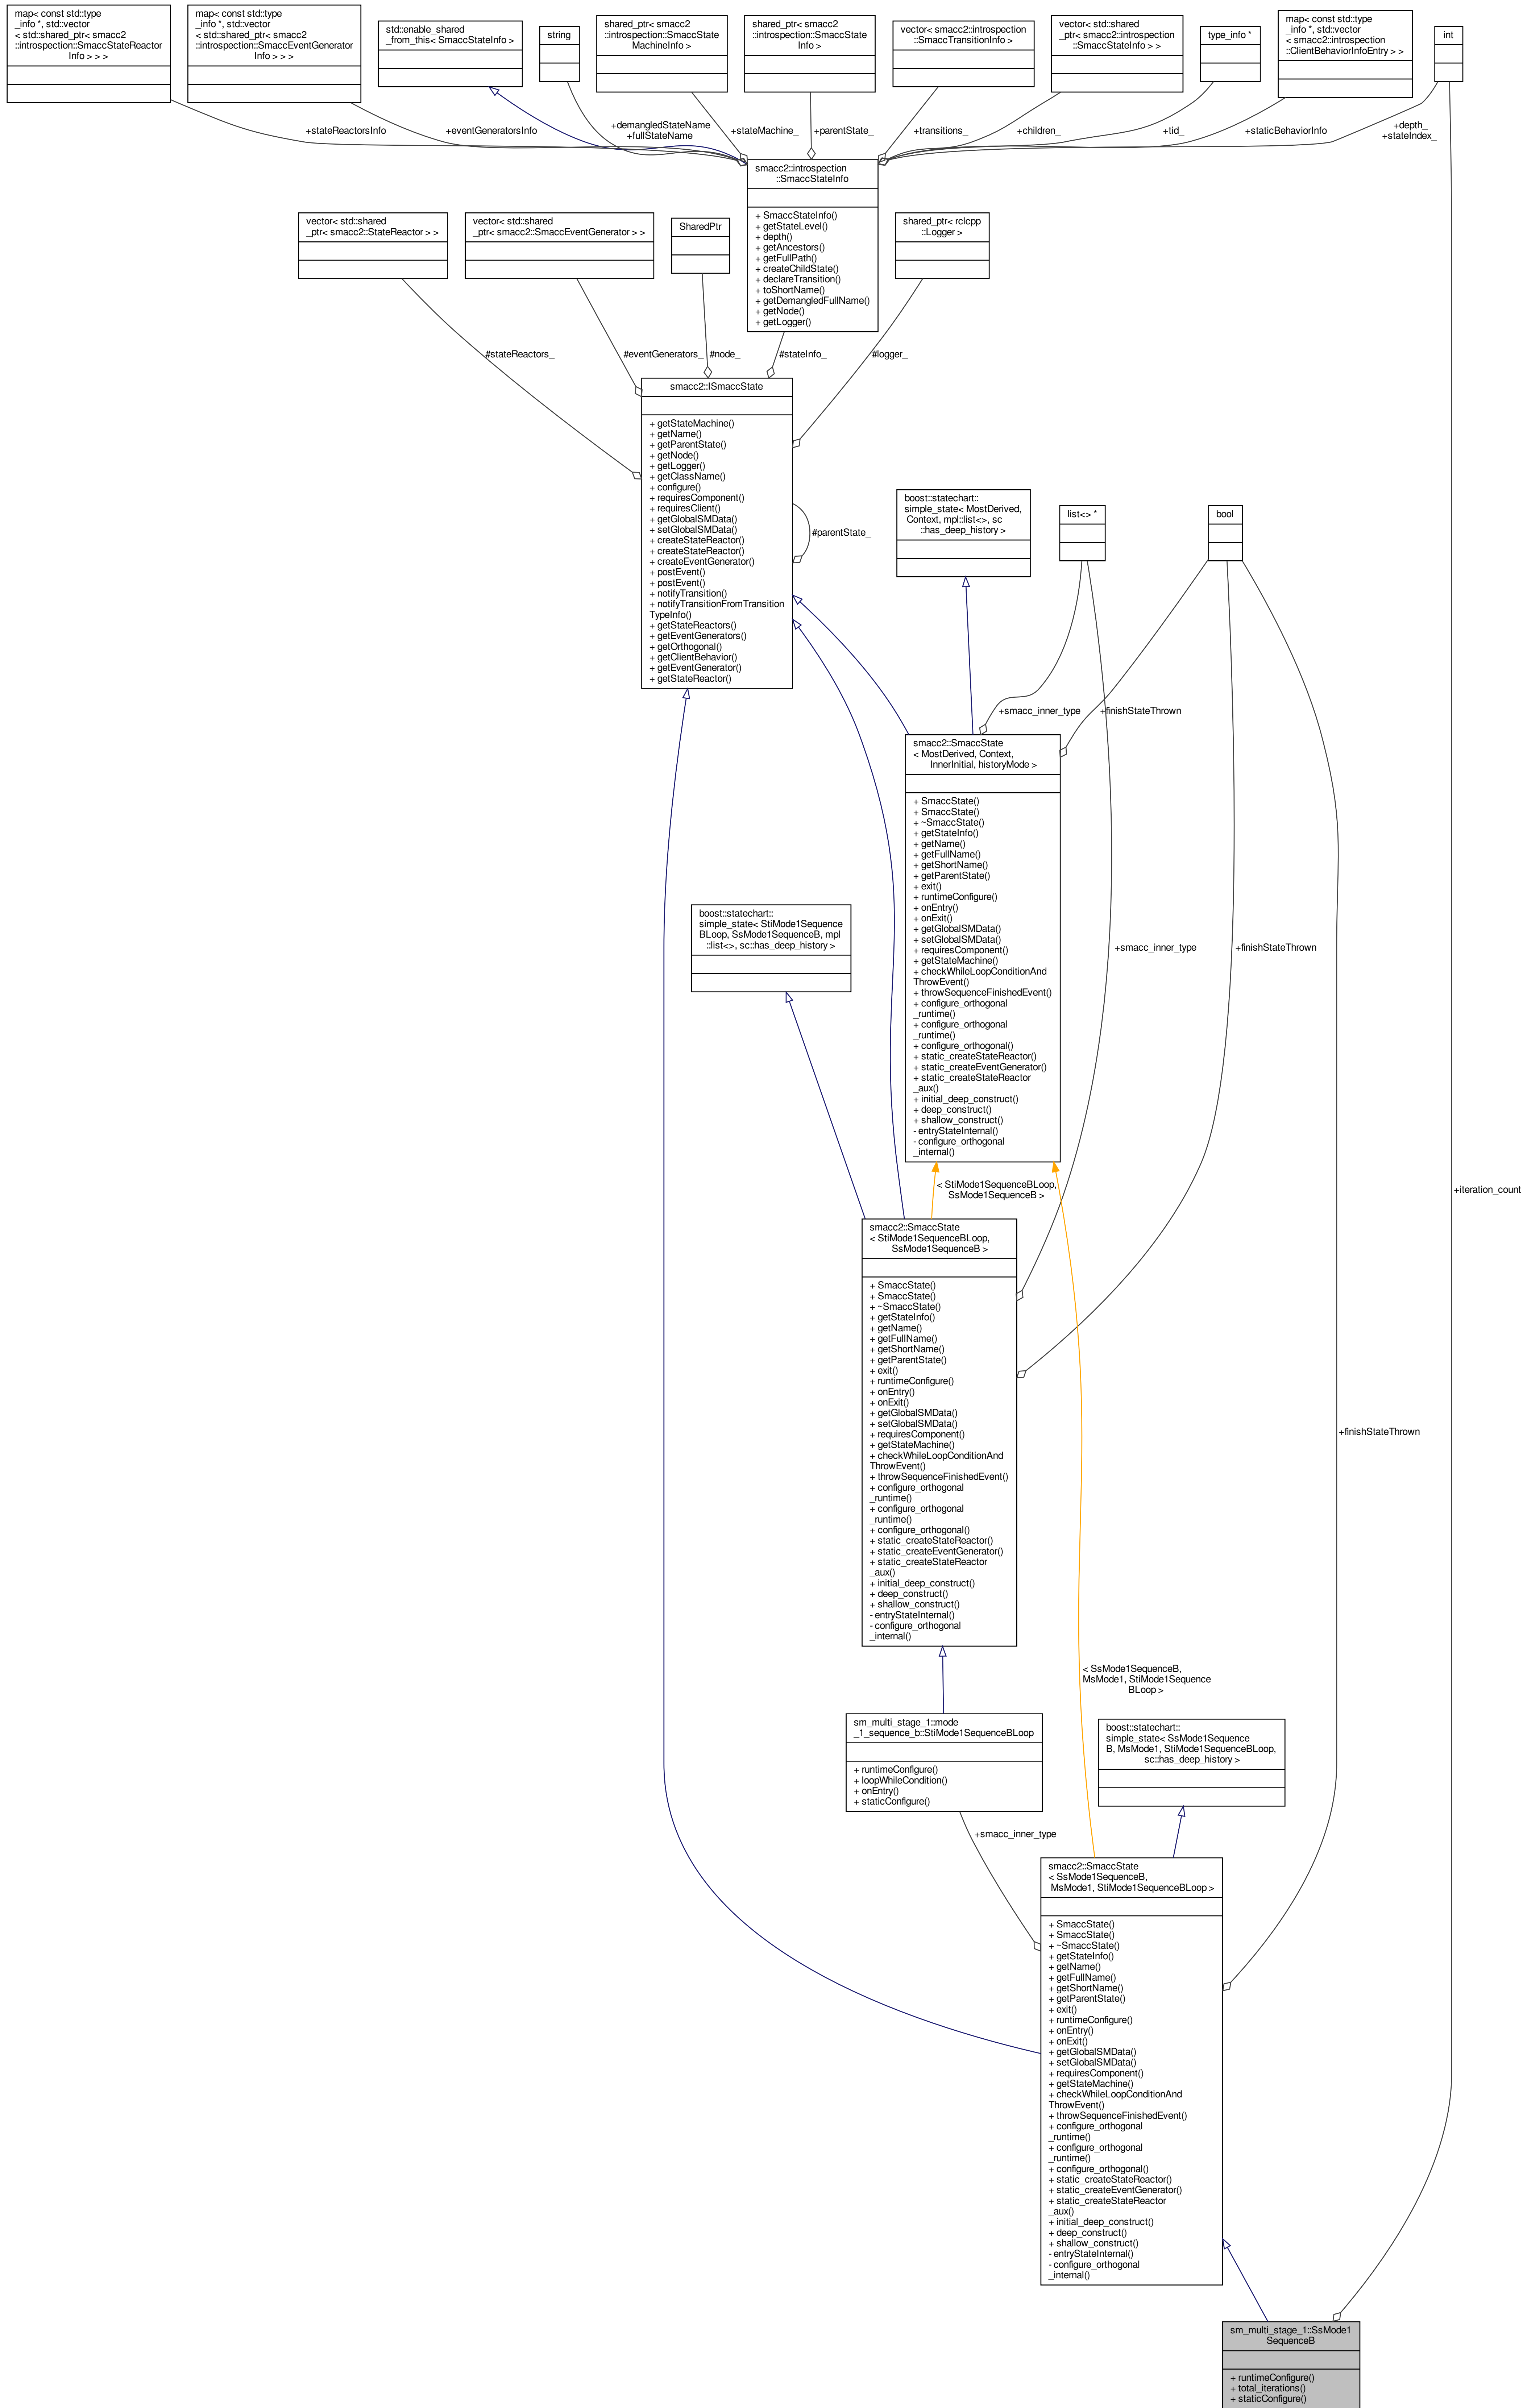 map< const std::type
_info *, std::vector
< std::shared_ptr< smacc2
::introspection::SmaccStateReactor
Info > > >
map< const std::type
_info *, std::vector
< std::shared_ptr< smacc2
::introspection::SmaccEventGenerator
Info > > >
std::enable_shared
_from_this< SmaccStateInfo >
string
shared_ptr< smacc2
::introspection::SmaccState
MachineInfo >
shared_ptr< smacc2
::introspection::SmaccState
Info >
vector< smacc2::introspection
::SmaccTransitionInfo >
vector< std::shared
_ptr< smacc2::introspection
::SmaccStateInfo > >
type_info *
map< const std::type
_info *, std::vector
< smacc2::introspection
::ClientBehaviorInfoEntry > >
int
+stateReactorsInfo
+eventGeneratorsInfo
+demangledStateName
+fullStateName
+stateMachine_
+parentState_
+transitions_
+children_
+tid_
+staticBehaviorInfo
+depth_
+stateIndex_
smacc2::introspection
::SmaccStateInfo
+ SmaccStateInfo()
+ getStateLevel()
+ depth()
+ getAncestors()
+ getFullPath()
+ createChildState()
+ declareTransition()
+ toShortName()
+ getDemangledFullName()
+ getNode()
+ getLogger()
vector< std::shared
_ptr< smacc2::StateReactor > >
vector< std::shared
_ptr< smacc2::SmaccEventGenerator > >
SharedPtr
shared_ptr< rclcpp
::Logger >
#stateReactors_
#eventGenerators_
#node_
#stateInfo_
#logger_
smacc2::ISmaccState
+ getStateMachine()
+ getName()
+ getParentState()
+ getNode()
+ getLogger()
+ getClassName()
+ configure()
+ requiresComponent()
+ requiresClient()
+ getGlobalSMData()
+ setGlobalSMData()
+ createStateReactor()
+ createStateReactor()
+ createEventGenerator()
+ postEvent()
+ postEvent()
+ notifyTransition()
+ notifyTransitionFromTransition
TypeInfo()
+ getStateReactors()
+ getEventGenerators()
+ getOrthogonal()
+ getClientBehavior()
+ getEventGenerator()
+ getStateReactor()
#parentState_
boost::statechart::
simple_state< MostDerived,
Context, mpl::list<>, sc
::has_deep_history >
list<> *
bool
+smacc_inner_type
+finishStateThrown
smacc2::SmaccState
< MostDerived, Context,
InnerInitial, historyMode >
+ SmaccState()
+ SmaccState()
+ ~SmaccState()
+ getStateInfo()
+ getName()
+ getFullName()
+ getShortName()
+ getParentState()
+ exit()
+ runtimeConfigure()
+ onEntry()
+ onExit()
+ getGlobalSMData()
+ setGlobalSMData()
+ requiresComponent()
+ getStateMachine()
+ checkWhileLoopConditionAnd
ThrowEvent()
+ throwSequenceFinishedEvent()
+ configure_orthogonal
_runtime()
+ configure_orthogonal
_runtime()
+ configure_orthogonal()
+ static_createStateReactor()
+ static_createEventGenerator()
+ static_createStateReactor
_aux()
+ initial_deep_construct()
+ deep_construct()
+ shallow_construct()
- entryStateInternal()
- configure_orthogonal
_internal()
boost::statechart::
simple_state< StiMode1Sequence
BLoop, SsMode1SequenceB, mpl
::list<>, sc::has_deep_history >
+smacc_inner_type
+finishStateThrown
< StiMode1SequenceBLoop,
SsMode1SequenceB >
+iteration_count
smacc2::SmaccState
< StiMode1SequenceBLoop,
SsMode1SequenceB >
+ SmaccState()
+ SmaccState()
+ ~SmaccState()
+ getStateInfo()
+ getName()
+ getFullName()
+ getShortName()
+ getParentState()
+ exit()
+ runtimeConfigure()
+ onEntry()
+ onExit()
+ getGlobalSMData()
+ setGlobalSMData()
+ requiresComponent()
+ getStateMachine()
+ checkWhileLoopConditionAnd
ThrowEvent()
+ throwSequenceFinishedEvent()
+ configure_orthogonal
_runtime()
+ configure_orthogonal
_runtime()
+ configure_orthogonal()
+ static_createStateReactor()
+ static_createEventGenerator()
+ static_createStateReactor
_aux()
+ initial_deep_construct()
+ deep_construct()
+ shallow_construct()
- entryStateInternal()
- configure_orthogonal
_internal()
+finishStateThrown
< SsMode1SequenceB,
MsMode1, StiMode1Sequence
BLoop >
sm_multi_stage_1::mode
_1_sequence_b::StiMode1SequenceBLoop
+ runtimeConfigure()
+ loopWhileCondition()
+ onEntry()
+ staticConfigure()
boost::statechart::
simple_state< SsMode1Sequence
B, MsMode1, StiMode1SequenceBLoop,
sc::has_deep_history >
+smacc_inner_type
smacc2::SmaccState
< SsMode1SequenceB,
MsMode1, StiMode1SequenceBLoop >
+ SmaccState()
+ SmaccState()
+ ~SmaccState()
+ getStateInfo()
+ getName()
+ getFullName()
+ getShortName()
+ getParentState()
+ exit()
+ runtimeConfigure()
+ onEntry()
+ onExit()
+ getGlobalSMData()
+ setGlobalSMData()
+ requiresComponent()
+ getStateMachine()
+ checkWhileLoopConditionAnd
ThrowEvent()
+ throwSequenceFinishedEvent()
+ configure_orthogonal
_runtime()
+ configure_orthogonal
_runtime()
+ configure_orthogonal()
+ static_createStateReactor()
+ static_createEventGenerator()
+ static_createStateReactor
_aux()
+ initial_deep_construct()
+ deep_construct()
+ shallow_construct()
- entryStateInternal()
- configure_orthogonal
_internal()
sm_multi_stage_1::SsMode1
SequenceB
+ runtimeConfigure()
+ total_iterations()
+ staticConfigure()